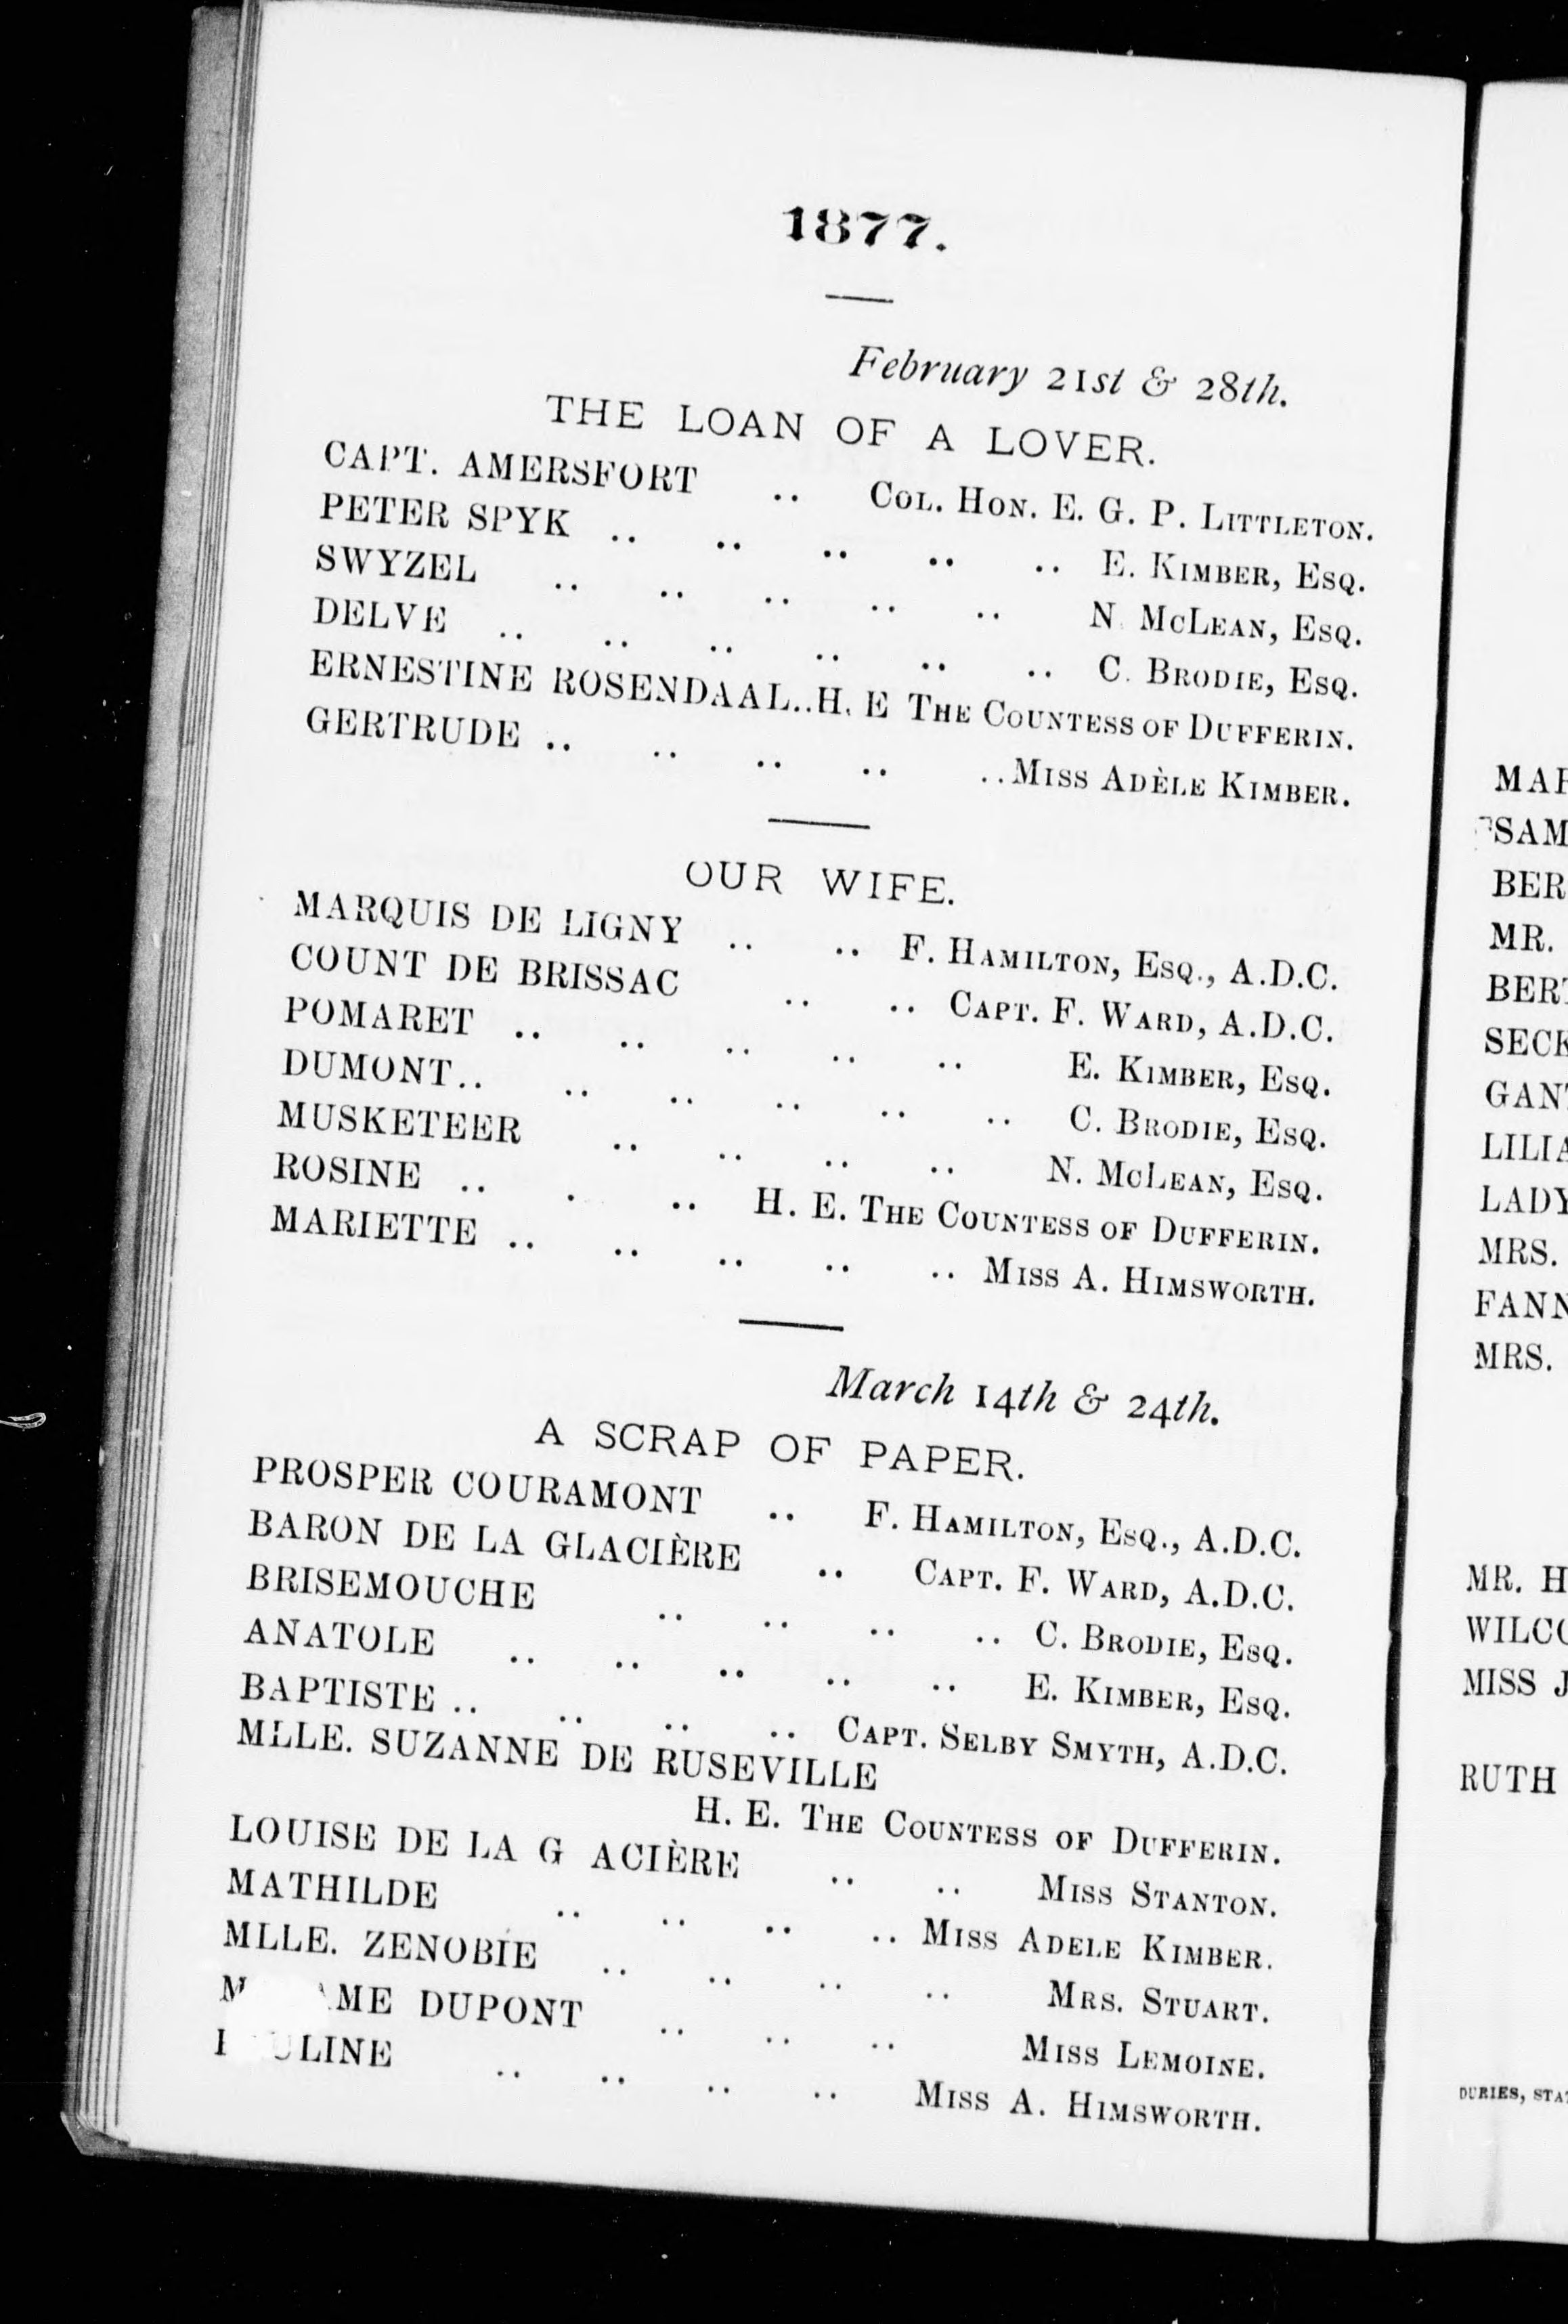 1877.
February 21st & 28th.
THE LOAN OF A LOVER.
CAPT. AMERSFORT .. COL. HON. E. G. P. LITTLETON.
PETER SPYK .. .. .. .. .. E. KIMBER, ESQ.
SWYZEL .. .. .. .. .. N. McLEAN, ESQ.
DELVE .. .. .. .. .. .. C. BRODIE, ESQ.
ERNESTINE ROSENDAAL..H. E THE COUNTESS OF DUFFERIN.
GERTRUDE .. .. .. .. ..MISS ADÈLE KIMBER.
OUR WIFE.
MARQUIS DE LIGNY .. .. F. HAMILTON, ESQ., A.D.C.
COUNT DE BRISSAC .. .. CAPT. F. WARD, A.D.C.
POMARET .. .. .. .. .. E. KIMBER, ESQ.
DUMONT.. .. .. .. .. .. C. BRODIE, ESQ.
MUSKETEER .. .. .. .. N. McLEAN, ESQ.
ROSINE .. . .. H. E. THE COUNTESS OF DUFFERIN.
MARIETTE .. .. .. .. .. MISS A. HIMSWORTH.
March 14th & 24th.
A SCRAP OF PAPER.
PROSPER COURAMONT .. F. HAMILTON, ESQ., A.D.C.
BARON DE LA GLACIÈRE .. CAPT. F. WARD, A.D.C.
BRISEMOUCHE .. .. .. .. C. BRODIE, ESQ.
ANATOLE .. .. .. .. .. E. KIMBER, ESQ.
BAPTISTE .. .. .. .. CAPT. SELBY SMYTH, A.D.C.
MLLE. SUZANNE DE RUSEVILLE
H. E. THE COUNTESS OF DUFFERIN.
LOUISE DE LA G ACIÈRE .. .. MISS STANTON.
MATHILDE .. .. .. .. MISS ADELE KIMBER.
MLLE. ZENOBIE .. .. .. .. MRS. STUART.
DUPONT .. .. .. MISS LEMOINE.
.. .. .. .. MISS A. HIMSWORTH.
MR.
MRS.
MRS.
MR. H
MISS J
RUTH